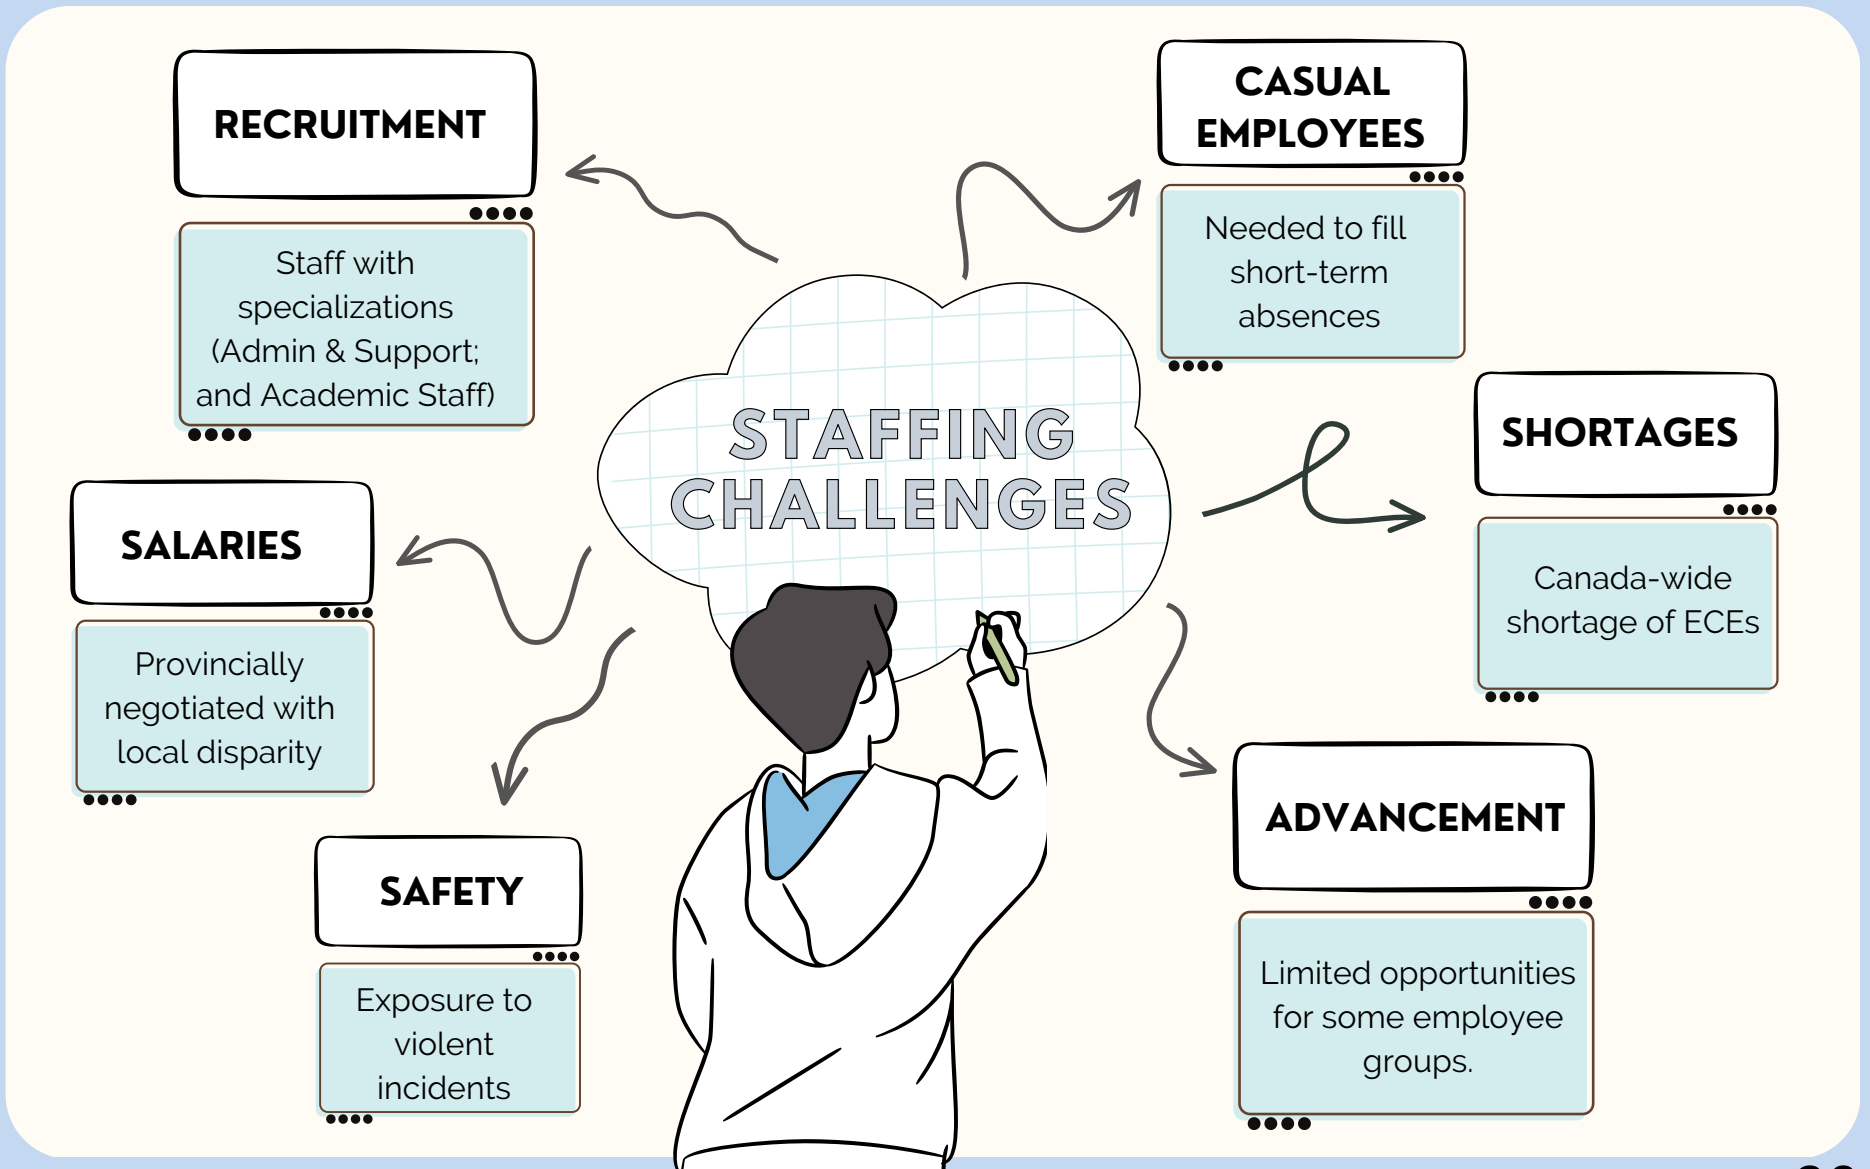 RECRUITMENT
Staff with
specializations
(Admin & Support;
and Academic Staff)
CASUAL
EMPLOYEES
Needed to fill
short-term
absences
STAFFING
CHALLENGES
SHORTAGES
Canada-wide
shortage of ECEs
SALARIES
Provincially
negotiated with
local disparity
SAFETY
Exposure to
violent
incidents
ADVANCEMENT
Limited opportunities
for some employee
groups.